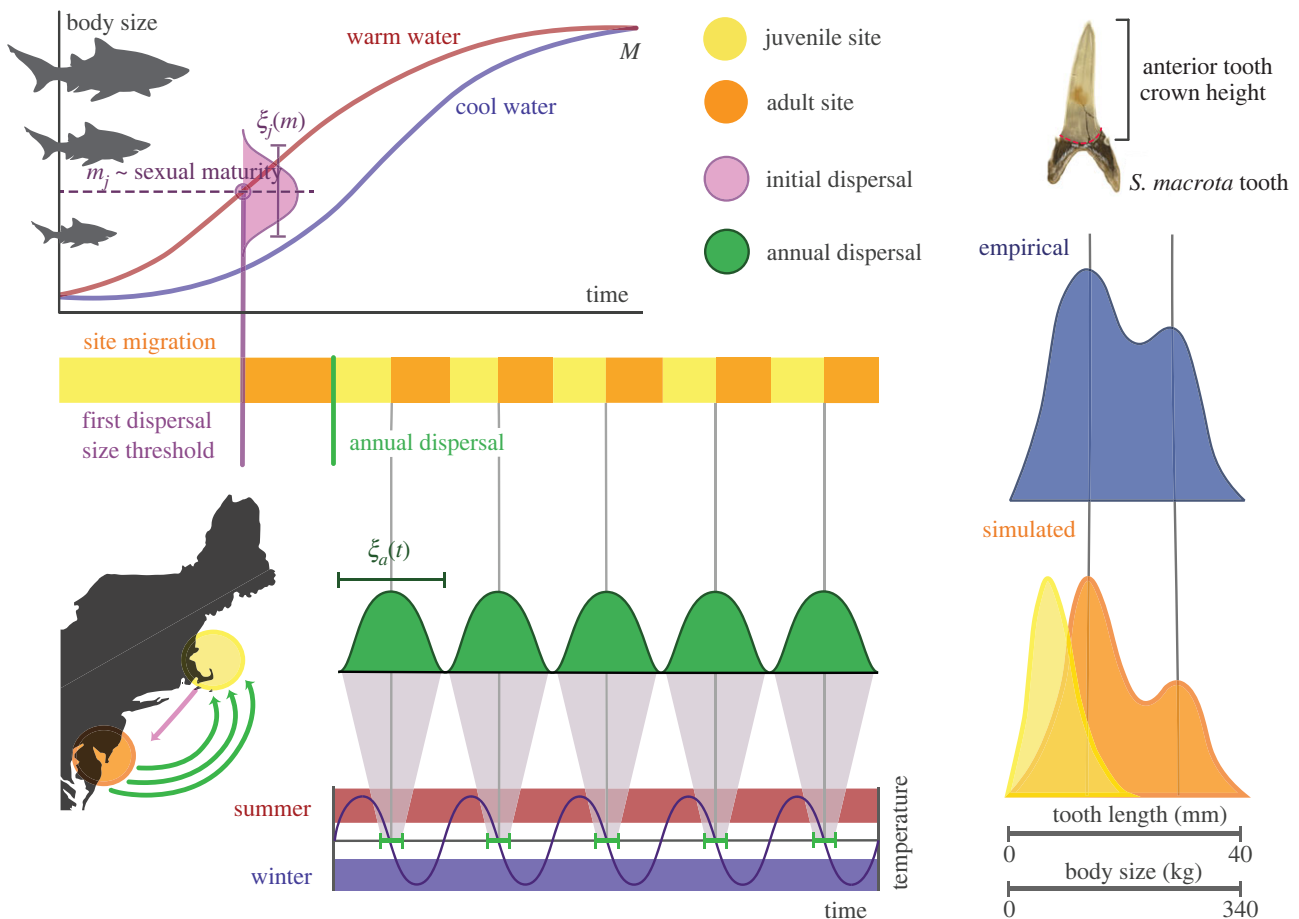 body size
warm water
M
cool water
ξj(m)
mj ~ sexual maturity
time
juvenile site
adult site
initial dispersal
annual dispersal
anterior tooth
crown height
S. macrota tooth
site migration
first dispersal
size threshold
annual dispersal
ξa(t)
summer
winter
temperature
time
empirical
simulated
tooth length (mm)
0 40
body size (kg)
0 340